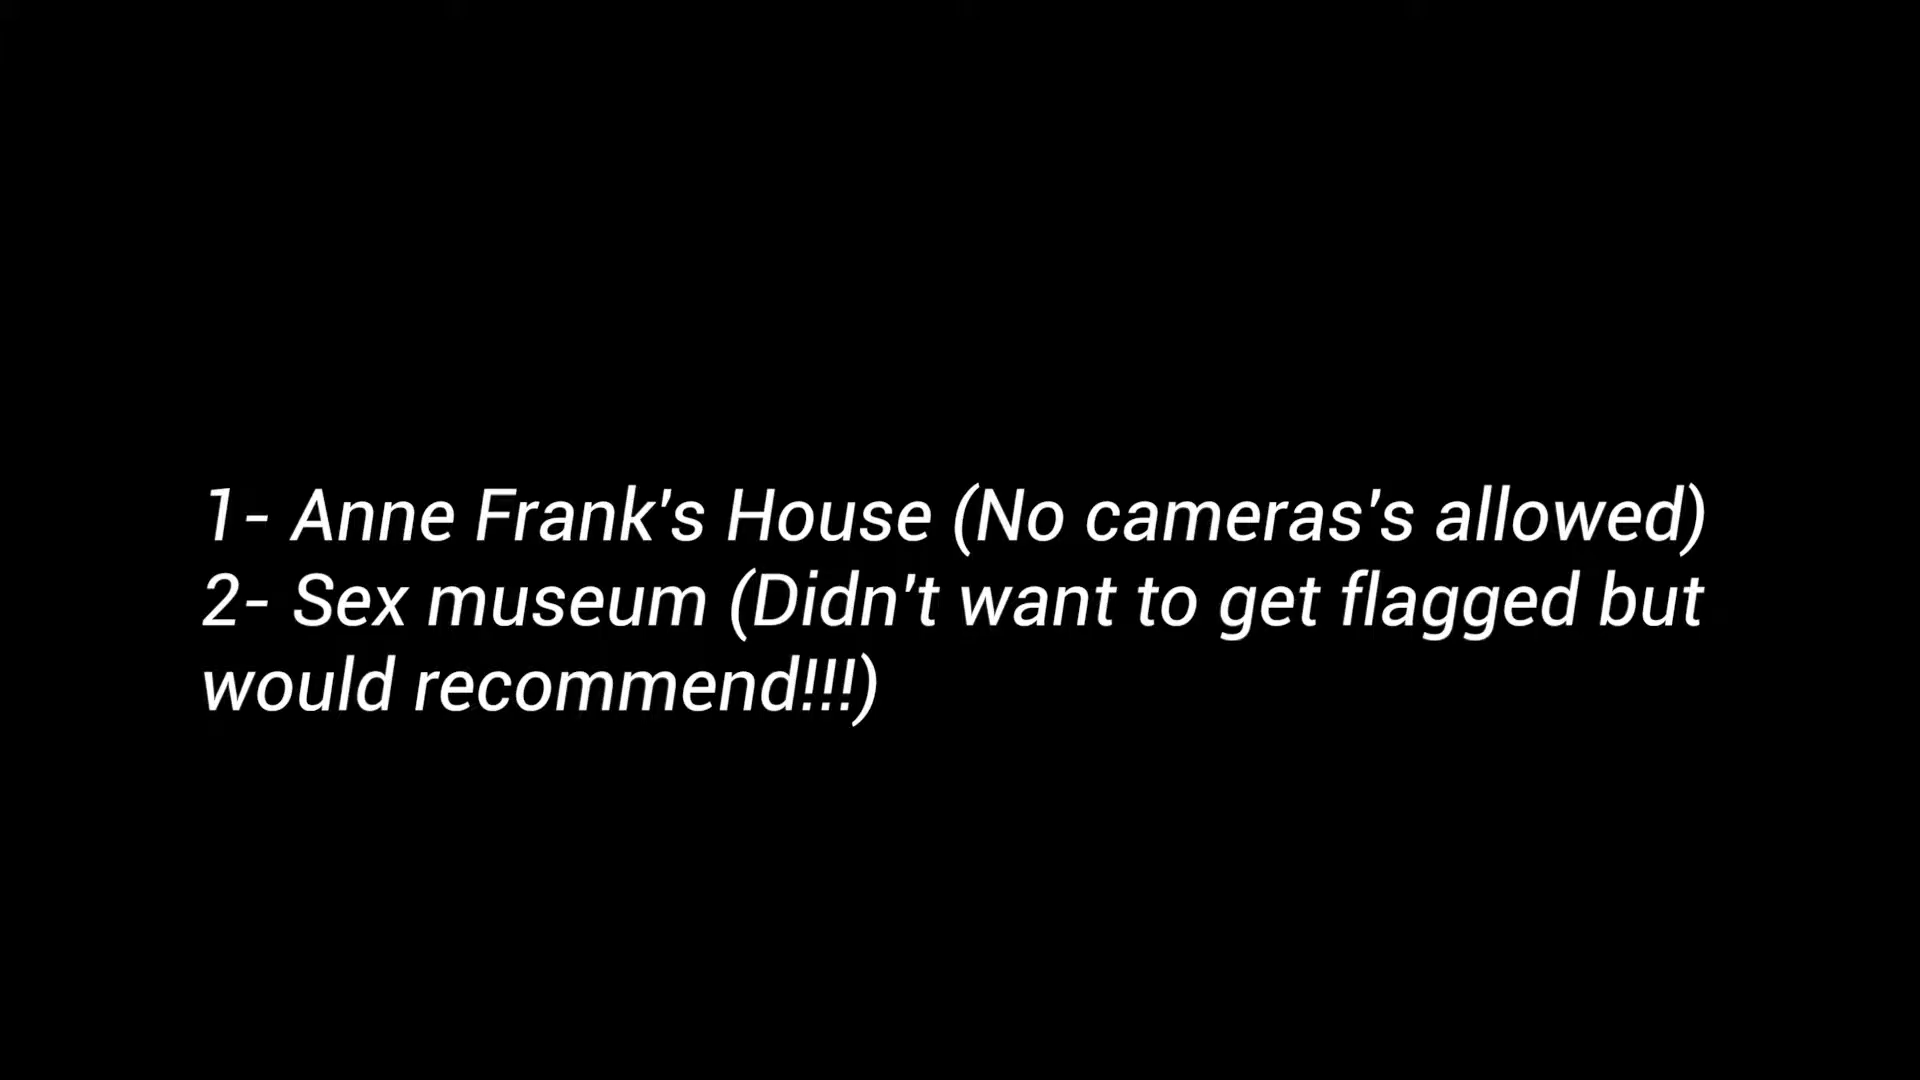 1- Anne Frank's House (No cameras's allowed)
2- Sex museum (Didn't want to get flagged but
would recommend!!!)